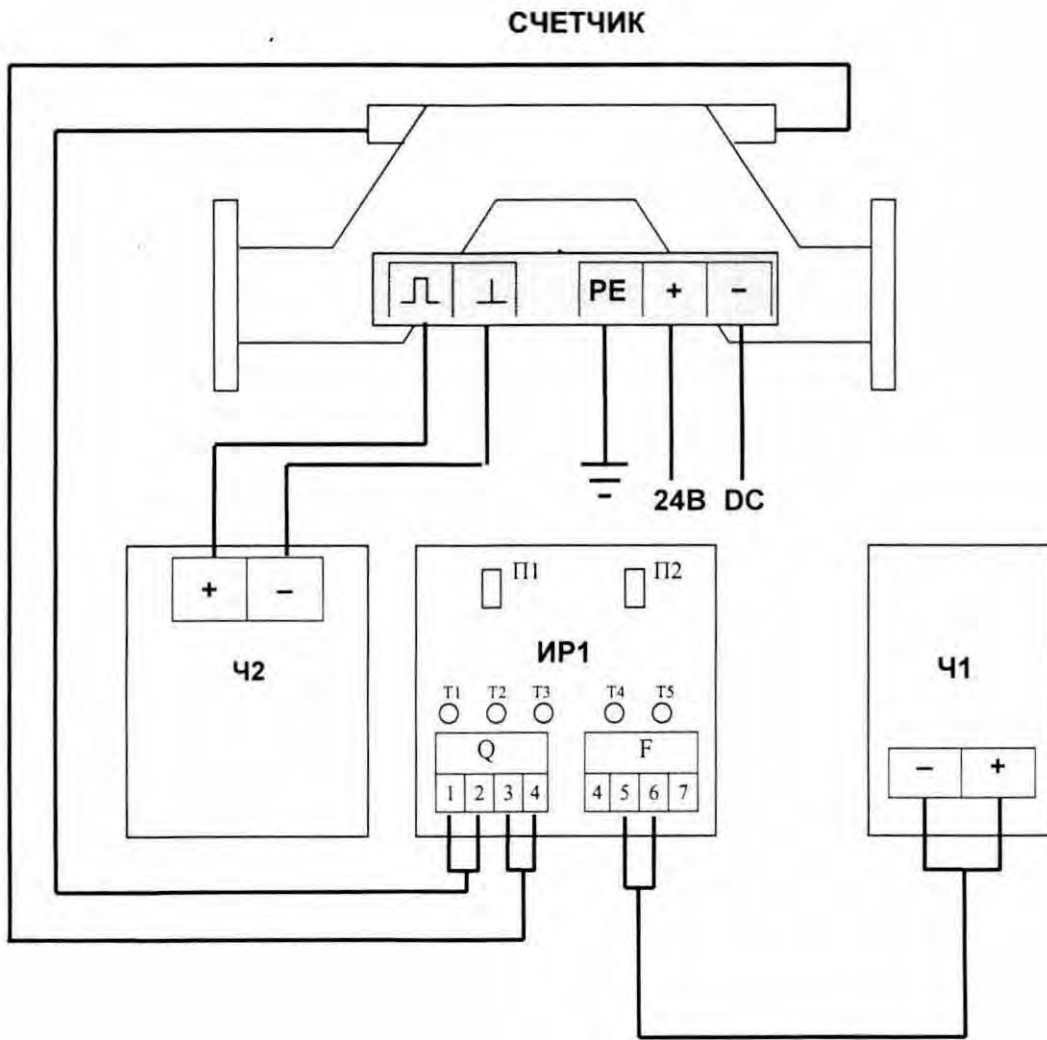 СЧЕТЧИК
PE + −
24В DC
+ −
Ч2
П1 П2
ИР1
Т1 Т2 Т3 Т4 Т5
Q F
1 2 3 4 4 5 6 7
Ч1
− +